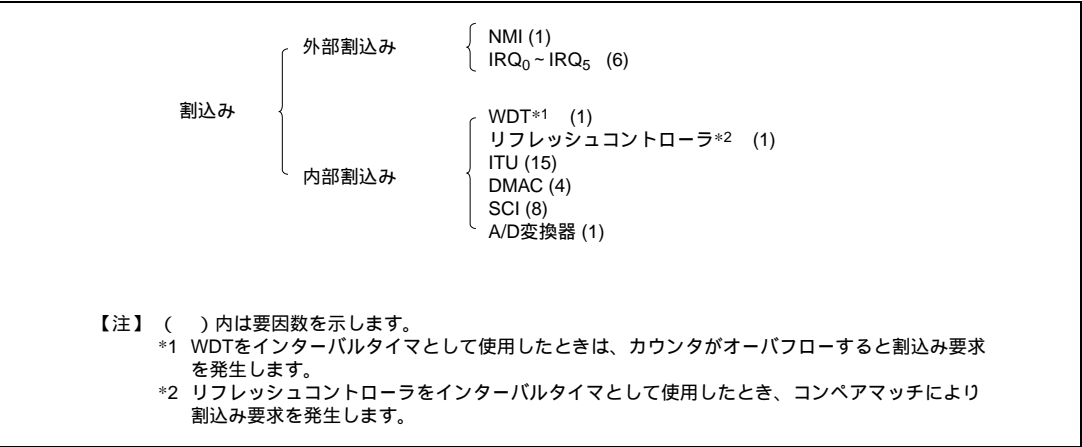 外部割込み
NMI (1)
IRQ0 ~ IRQ5 (6)
割込み
内部割込み
WDT*1 (1)
リフレッシュコントローラ*2 (1)
ITU (15)
DMAC (4)
SCI (8)
A/D変換器 (1)
【注】 ( )内は要因数を示します。
*1 WDTをインターバルタイマとして使用したときは、カウンタがオーバフローすると割込み要求
を発生します。
*2 リフレッシュコントローラをインターバルタイマとして使用したとき、コンペアマッチにより
割込み要求を発生します。